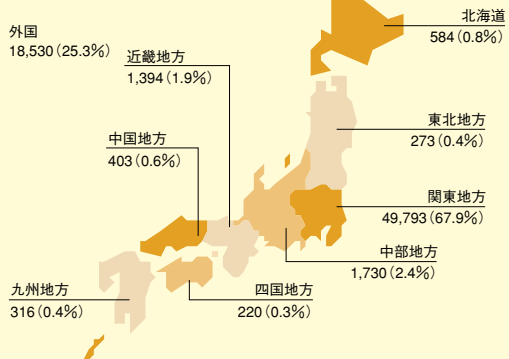 外国
18,530（25.3%）
北海道
584（0.8%）
近畿地方
1,394（1.9%）
東北地方
273（0.4%）
中国地方
403（0.6%）
関東地方
49,793（67.9%）
中部地方
1,730（2.4%）
九州地方
316（0.4%）
四国地方
220（0.3%）